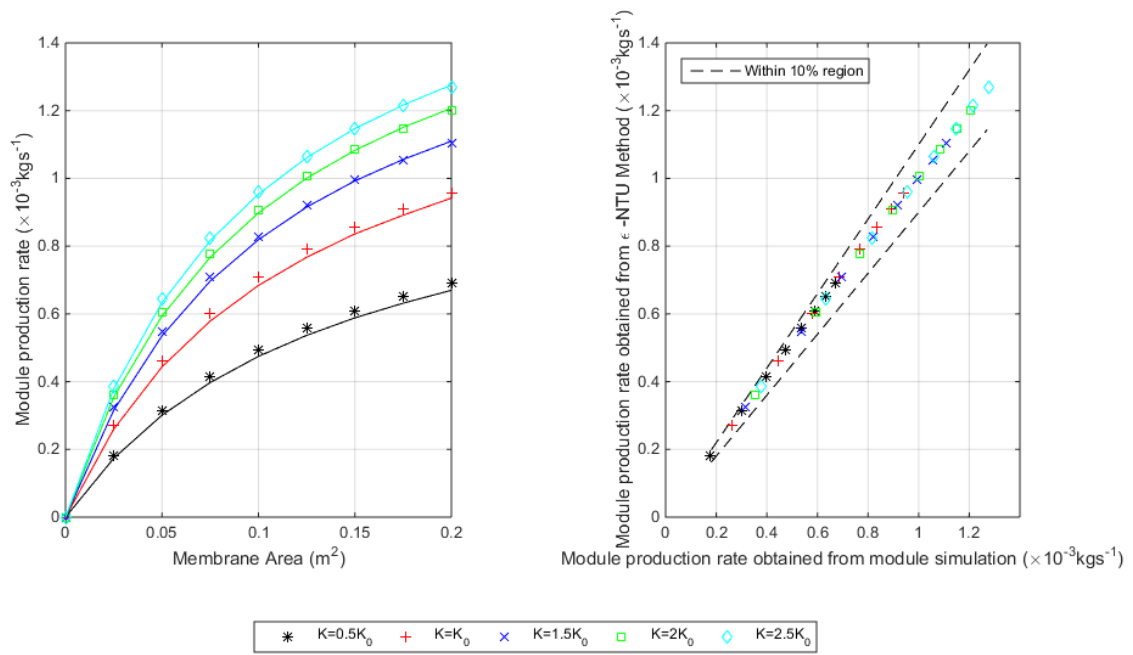 1.4
1.2
1
0.8
0.6
0.4
0.2
0
0
0.05
0.1
0.15
0.2
Module production rate (×10⁻³kgs⁻¹)
Membrane Area (m²)
1.4
1.2
1
0.8
0.6
0.4
0.2
0
0
0.2
0.4
0.6
0.8
1
1.2
Module production rate obtained from ϵ -NTU Method (×10⁻³kgs⁻¹)
Module production rate obtained from module simulation (×10⁻³kgs⁻¹)
Within 10% region
K=0.5K₀
K=K₀
K=1.5K₀
K=2K₀
K=2.5K₀